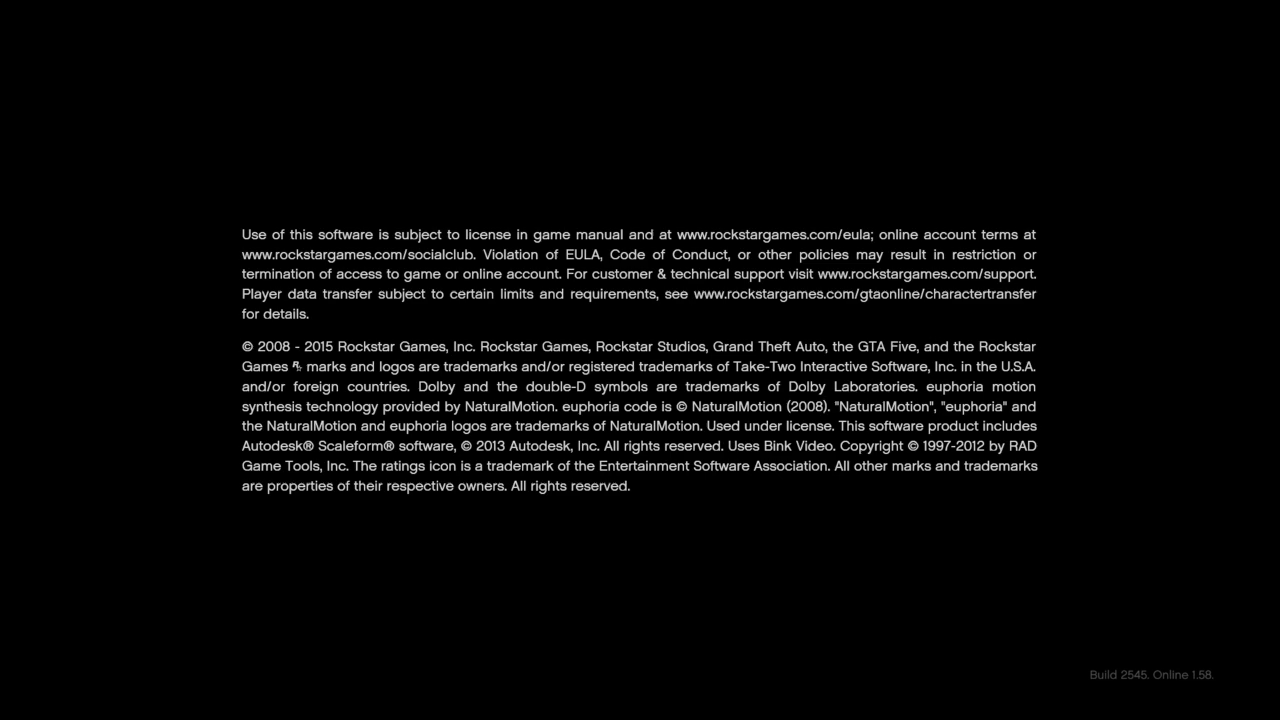 Use of this software is subject to license in game manual and at www.rockstargames.com/eula; online account terms at
www.rockstargames.com/socialclub. Violation of EULA, Code of Conduct, or other policies may result in restriction or
termination of access to game or online account. For customer & technical support visit www.rockstargames.com/support.
Player data transfer subject to certain limits and requirements, see www.rockstargames.com/gtaonline/charactertransfer
for details.
© 2008 - 2015 Rockstar Games, Inc. Rockstar Games, Rockstar Studios, Grand Theft Auto, the GTA Five, and the Rockstar
Games R* marks and logos are trademarks and/or registered trademarks of Take-Two Interactive Software, Inc. in the U.S.A.
and/or foreign countries. Dolby and the double-D symbols are trademarks of Dolby Laboratories. euphoria motion
synthesis technology provided by NaturalMotion. euphoria code is © NaturalMotion (2008). "NaturalMotion", "euphoria" and
the NaturalMotion and euphoria logos are trademarks of NaturalMotion. Used under license. This software product includes
Autodesk® Scaleform® software, © 2013 Autodesk, Inc. All rights reserved. Uses Bink Video. Copyright © 1997-2012 by RAD
Game Tools, Inc. The ratings icon is a trademark of the Entertainment Software Association. All other marks and trademarks
are properties of their respective owners. All rights reserved.
Build 2545. Online 1.58.